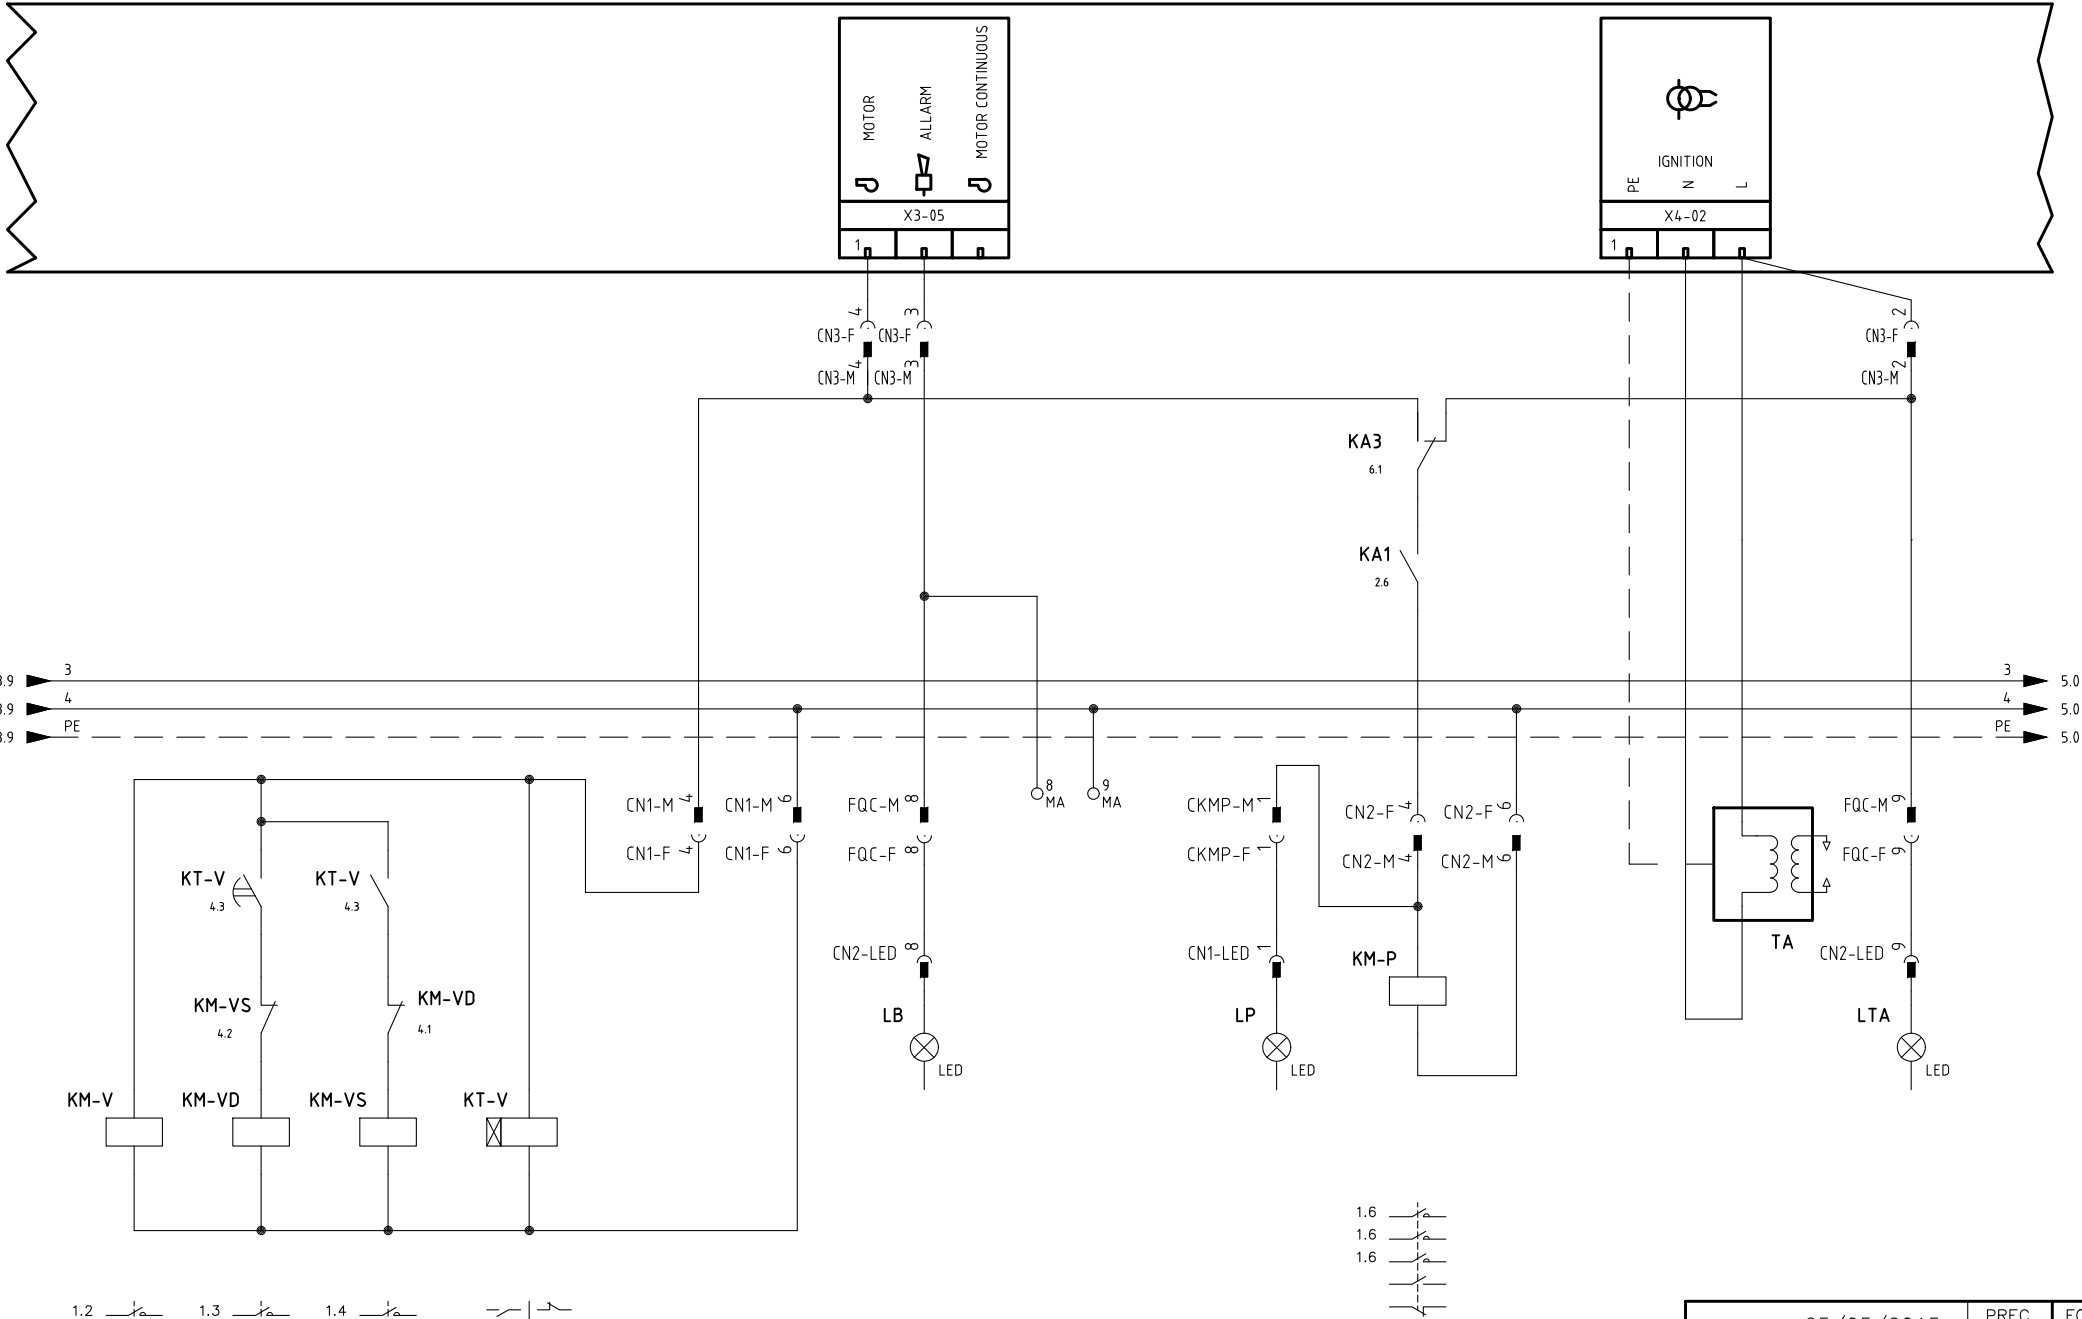 MOTOR
ALLARM
MOTOR CONTINUOUS
X3-05
1
IGNITION
PE N L
X4-02
1
4 3 2
CN3-F CN3-F CN3-F
4 3 2
CN3-M CN3-M CN3-M
KA3
6.1
KA1
2.6
3 3
5.0
4 4
5.0
PE PE
5.0
8 9
MA MA
CN1-M 4 CN1-M 6 FQC-M 8 CKMP-M 1 CN2-F 4 CN2-F 6 FQC-M 9
CN1-F 4 CN1-F 6 FQC-F 8 CKMP-F 1 CN2-M 4 CN2-M 6 FQC-F 9
KT-V KT-V
4.3 4.3
TA
CN2-LED 8 CN1-LED 1 KM-P CN2-LED 9
KM-VS KM-VD
4.2 4.1
LB LP LTA
LED LED LED
KM-V KM-VD KM-VS KT-V
1.6
1.6
1.6
1.2 1.3 1.4